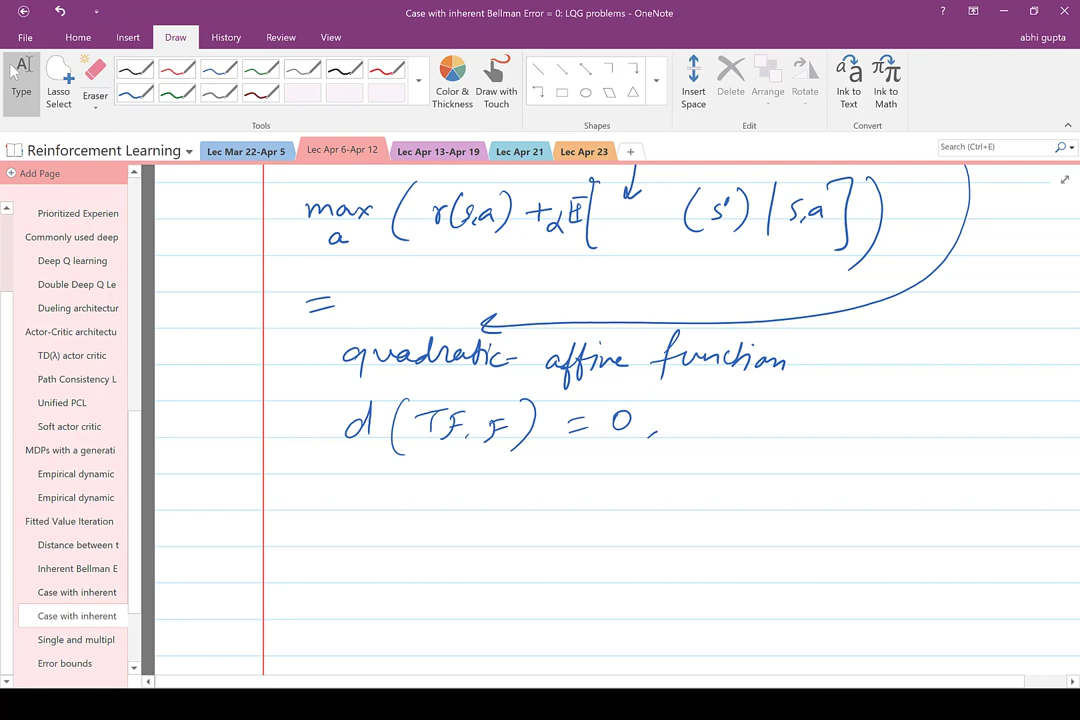 Case with inherent Bellman Error = 0: LQG problems - OneNote
File Home Insert Draw History Review View
abhi gupta
Type
Lasso Select
Eraser
Color & Thickness
Draw with Touch
Insert Space
Delete
Arrange
Rotate
Ink to Text
Ink to Math
Tools
Shapes
Edit
Convert
Reinforcement Learning
Lec Mar 22-Apr 5
Lec Apr 6-Apr 12
Lec Apr 13-Apr 19
Lec Apr 21
Lec Apr 23
Search (Ctrl+E)
Add Page
Prioritized Experien
Commonly used deep
Deep Q learning
Double Deep Q Le
Dueling architectur
Actor-Critic architectu
TD(λ) actor critic
Path Consistency L
Unified PCL
Soft actor critic
MDPs with a generati
Empirical dynamic
Empirical dynamic
Fitted Value Iteration
Distance between t
Inherent Bellman E
Case with inherent
Case with inherent
Single and multipl
Error bounds
max a ( r(s,a) + α E[ (s') | s,a ] )
=
quadratic-affine function
d(TF, F) = 0,